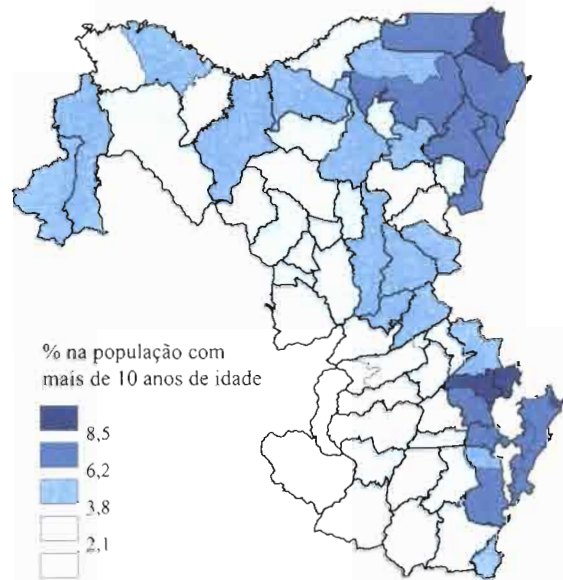 % na população com
mais de 10 anos de idade
8,5
6,2
3,8
2,1